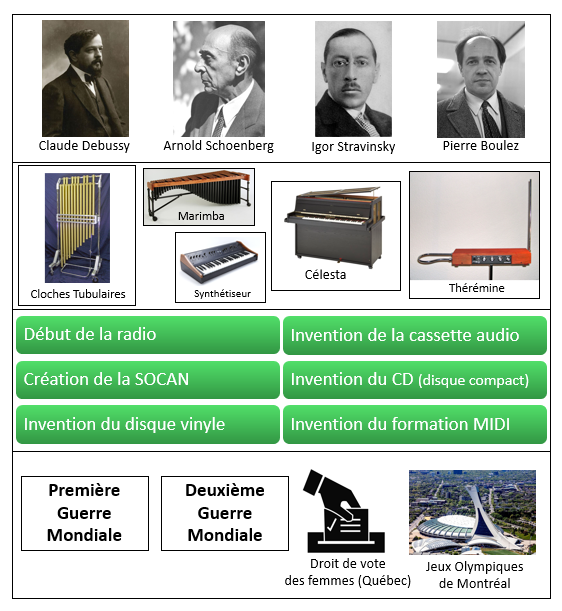 Claude Debussy
Arnold Schoenberg
Igor Stravinsky
Pierre Boulez
Cloches Tubulaires
Marimba
Synthétiseur
Célesta
Thérémine
Début de la radio
Invention de la cassette audio
Création de la SOCAN
Invention du CD (disque compact)
Invention du disque vinyle
Invention du formation MIDI
Première
Guerre
Mondiale
Deuxième
Guerre
Mondiale
Droit de vote
des femmes (Québec)
Jeux Olympiques
de Montréal